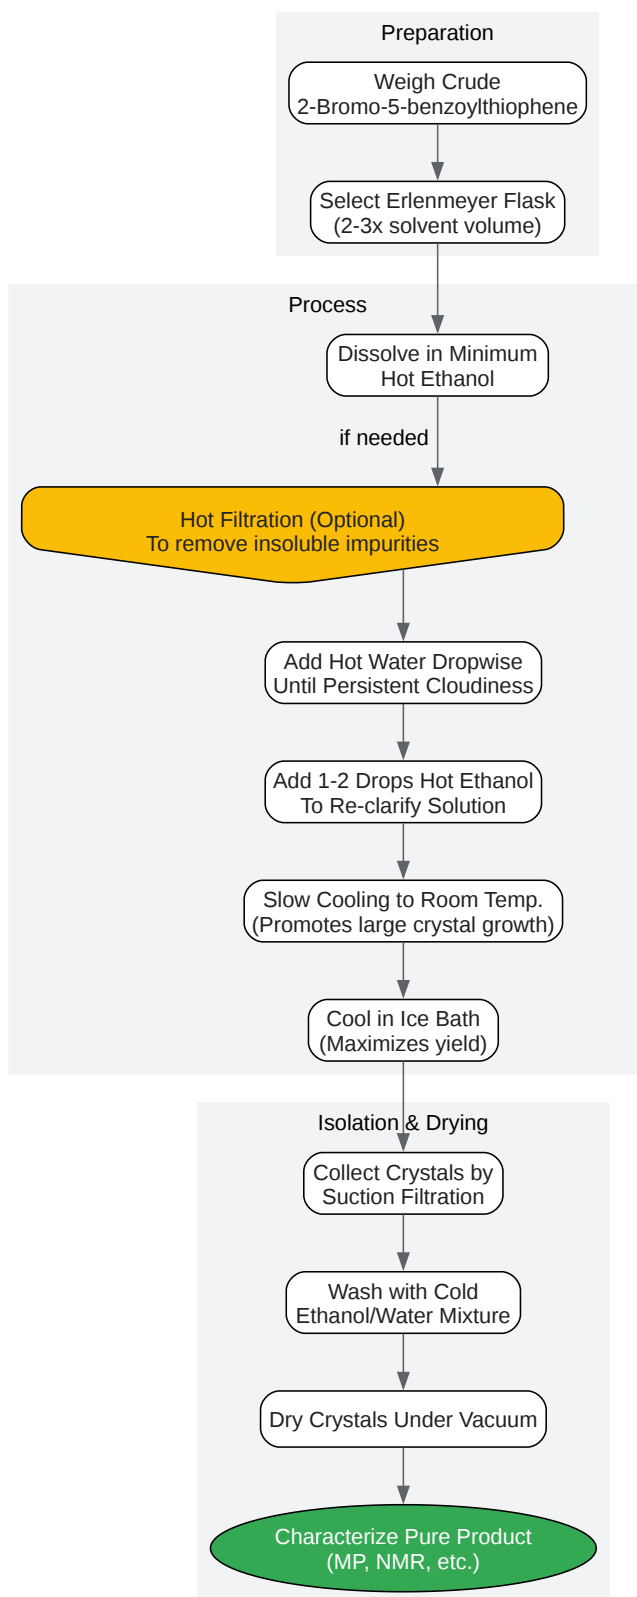 Preparation
Weigh Crude
2-Bromo-5-benzoylthiophene
Select Erlenmeyer Flask
(2-3x solvent volume)
Process
Dissolve in Minimum
Hot Ethanol
if needed
Hot Filtration (Optional)
To remove insoluble impurities
Add Hot Water Dropwise
Until Persistent Cloudiness
Add 1-2 Drops Hot Ethanol
To Re-clarify Solution
Slow Cooling to Room Temp.
(Promotes large crystal growth)
Cool in Ice Bath
(Maximizes yield)
Isolation & Drying
Collect Crystals by
Suction Filtration
Wash with Cold
Ethanol/Water Mixture
Dry Crystals Under Vacuum
Characterize Pure Product
(MP, NMR, etc.)